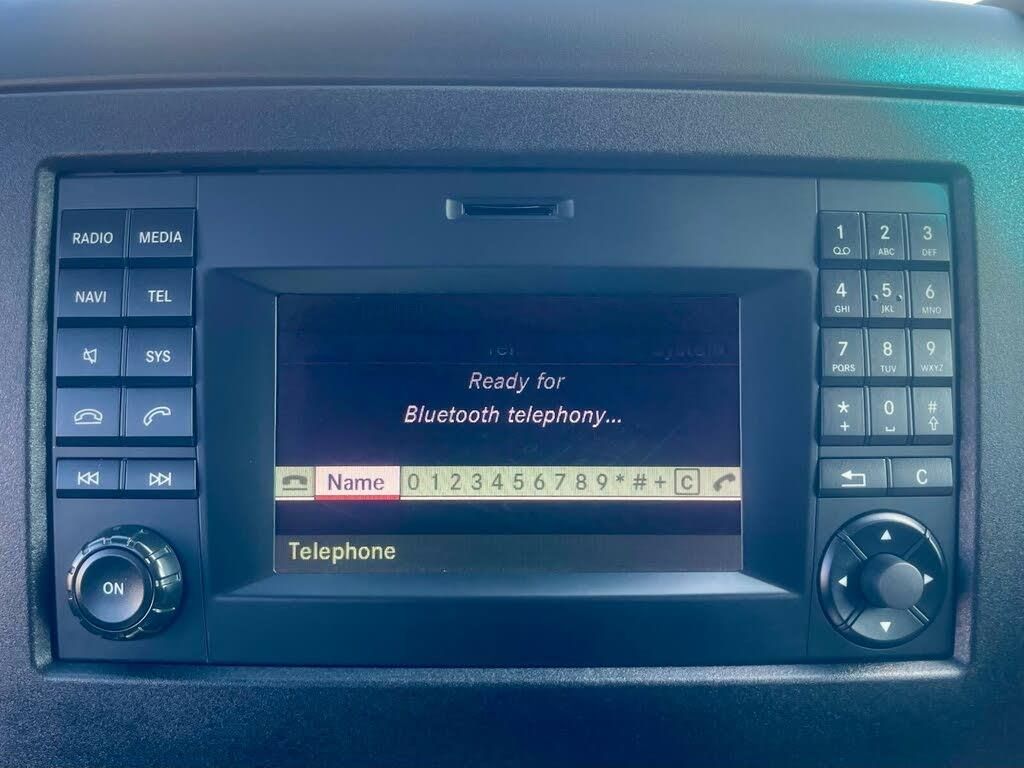 RADIO MEDIA
NAVI TEL
SYS
ON
Ready for
Bluetooth telephony...
Name 0 1 2 3 4 5 6 7 8 9 * # + C
Telephone
1 2 3
ABC DEF
4 5 6
GHI JKL MNO
7 8 9
PQRS TUV WXYZ
* 0 #
+
C